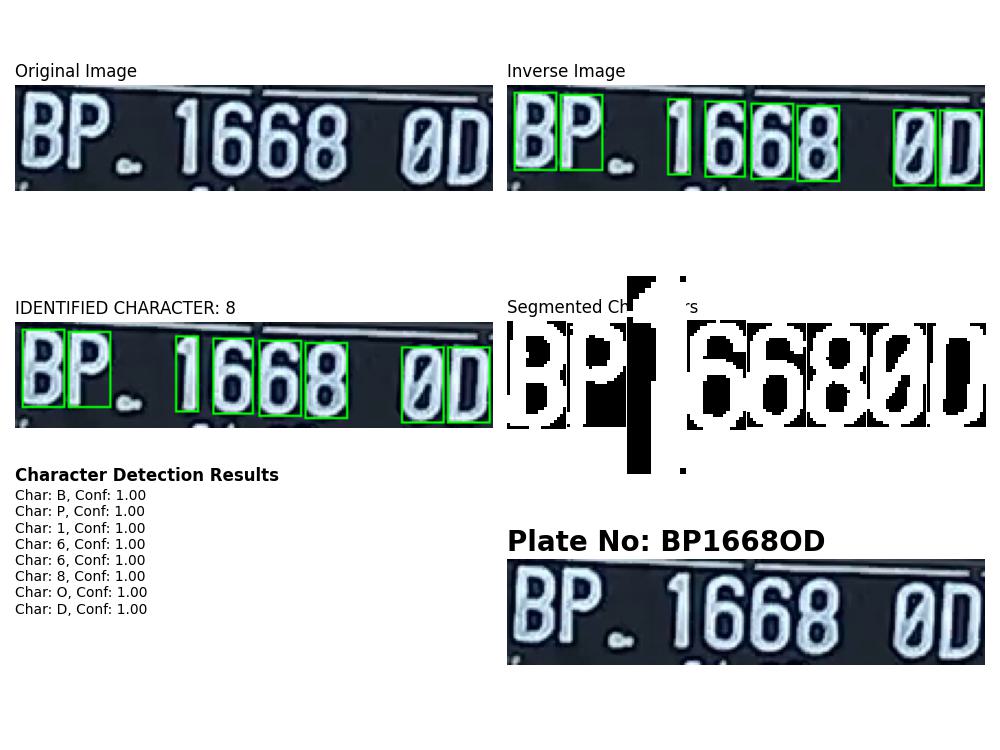 Original Image
BP. 1668 0D
Inverse Image
BP. 1668 0D
IDENTIFIED CHARACTER: 8
BP. 1668 0D
Segmented Ch rs
BP16680D
Character Detection Results
Char: B, Conf: 1.00
Char: P, Conf: 1.00
Char: 1, Conf: 1.00
Char: 6, Conf: 1.00
Char: 6, Conf: 1.00
Char: 8, Conf: 1.00
Char: O, Conf: 1.00
Char: D, Conf: 1.00
Plate No: BP1668OD
BP. 1668 0D